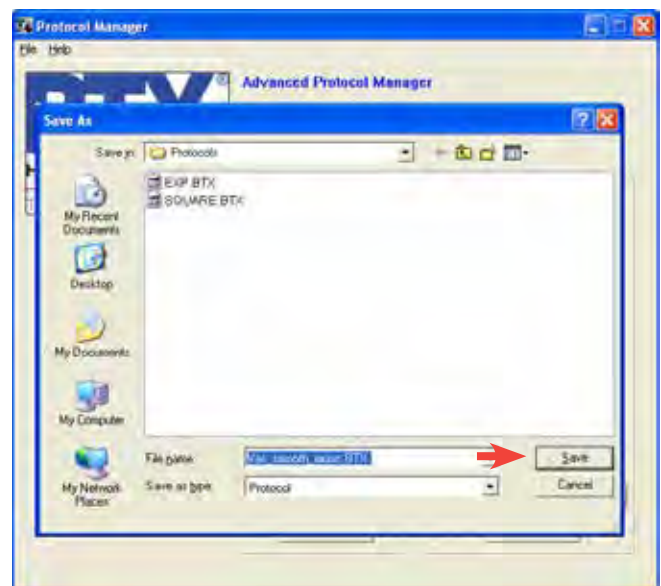 Protocol Manager
File Help
Advanced Protocol Manager
Save As
Save in: Protocols
EXP.BTX
SQUARE.BTX
My Recent
Documents
Desktop
My Documents
My Computer
My Network
Places
File name:
Save
Save as type: Protocol
Cancel